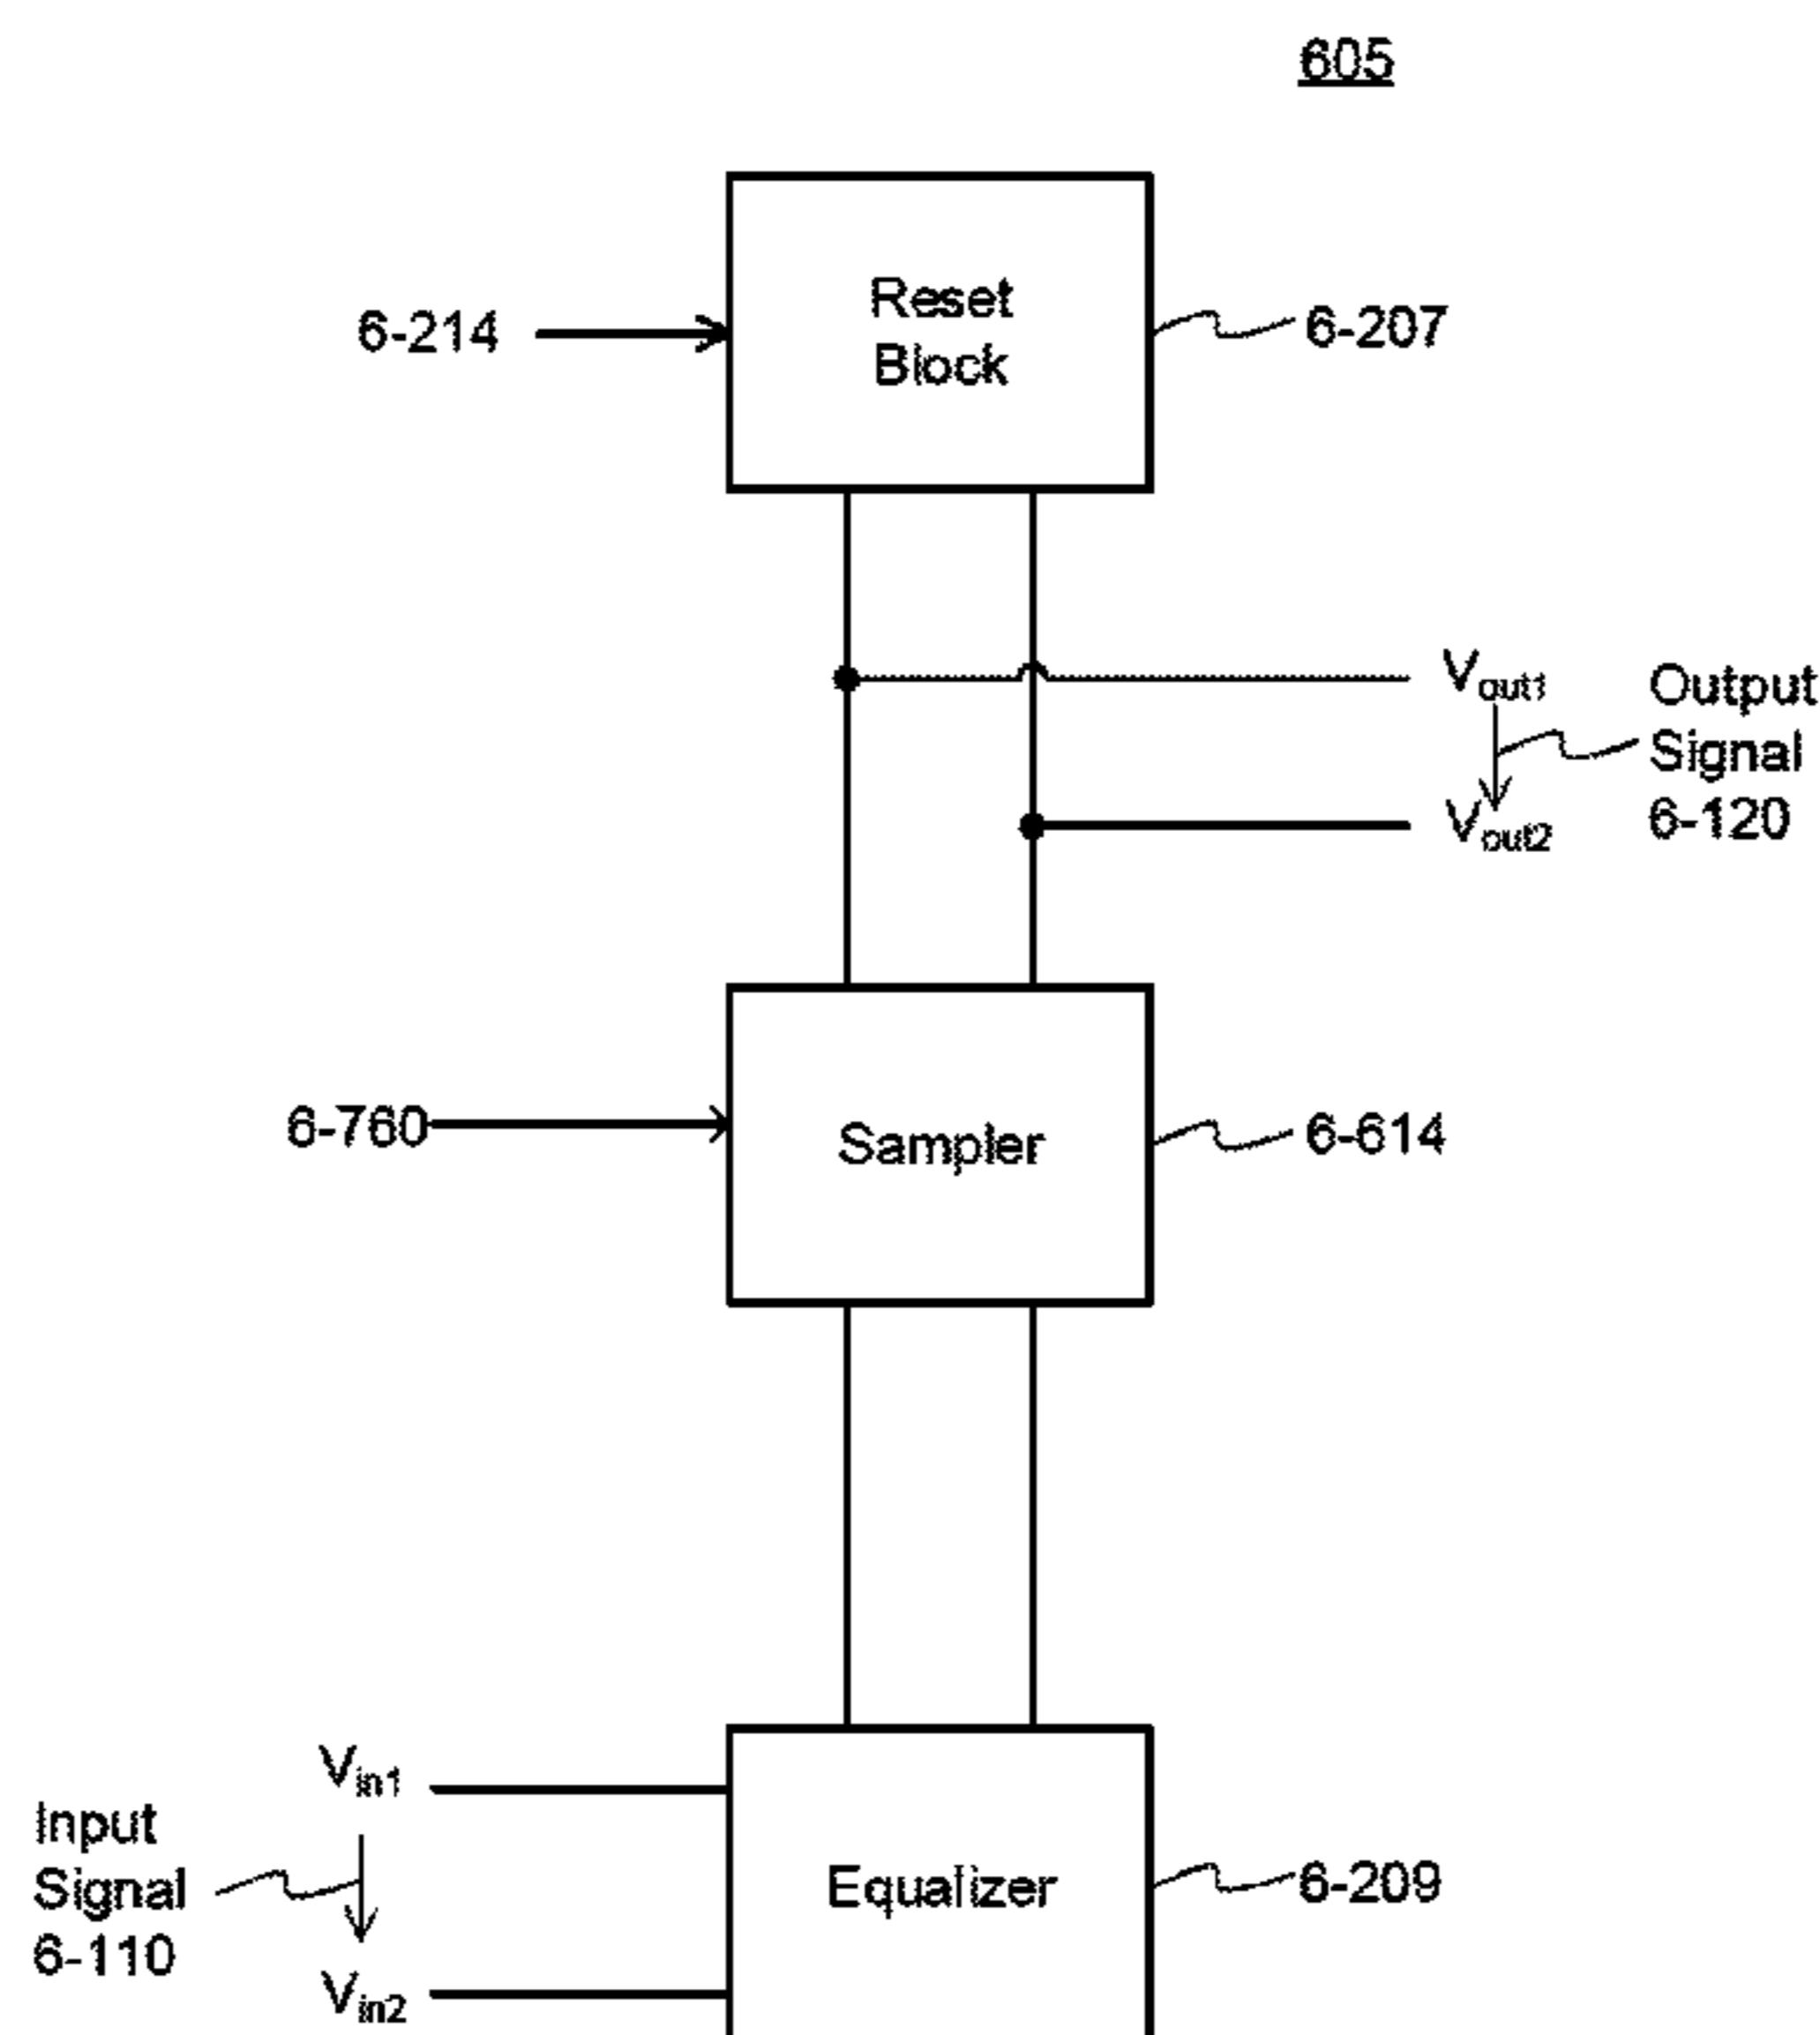 605
Reset
Block
6-214
6-207
Vout1
Vout2
Output
Signal
6-120
6-760
Sampler
6-614
Vin1
Vin2
Input
Signal
6-110
Equalizer
6-209